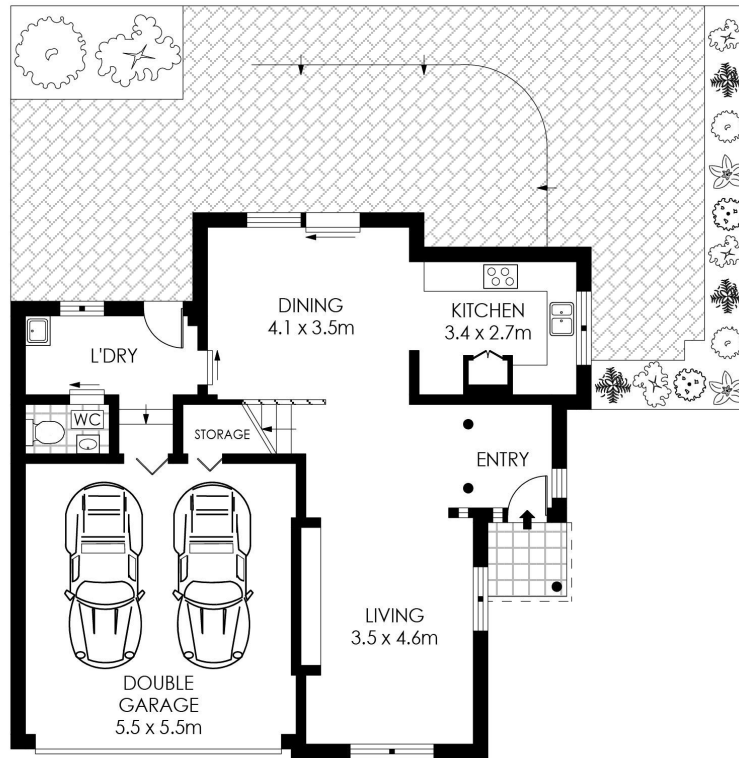 DINING
4.1 x 3.5m
KITCHEN
3.4 x 2.7m
L'DRY
WC
STORAGE
ENTRY
LIVING
3.5 x 4.6m
DOUBLE
GARAGE
5.5 x 5.5m